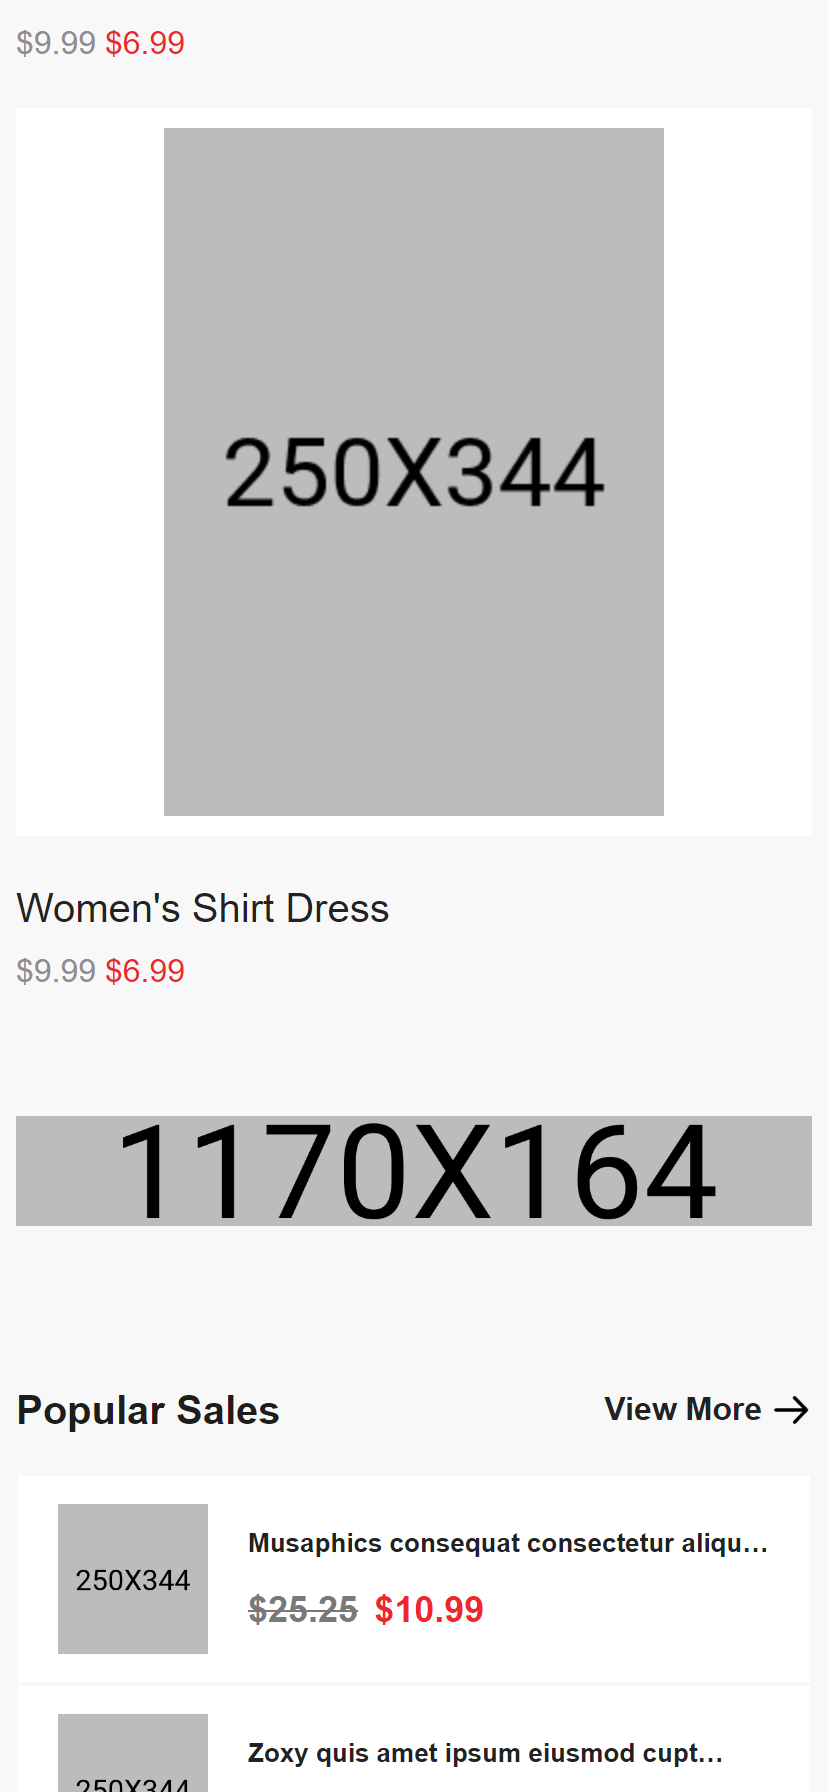 $9.99 $6.99
250X344
Women's Shirt Dress
$9.99 $6.99
1170X164
Popular Sales View More
250X344
Musaphics consequat consectetur aliqu...
$25.25 $10.99
Zoxy quis amet ipsum eiusmod cupt...
250X344